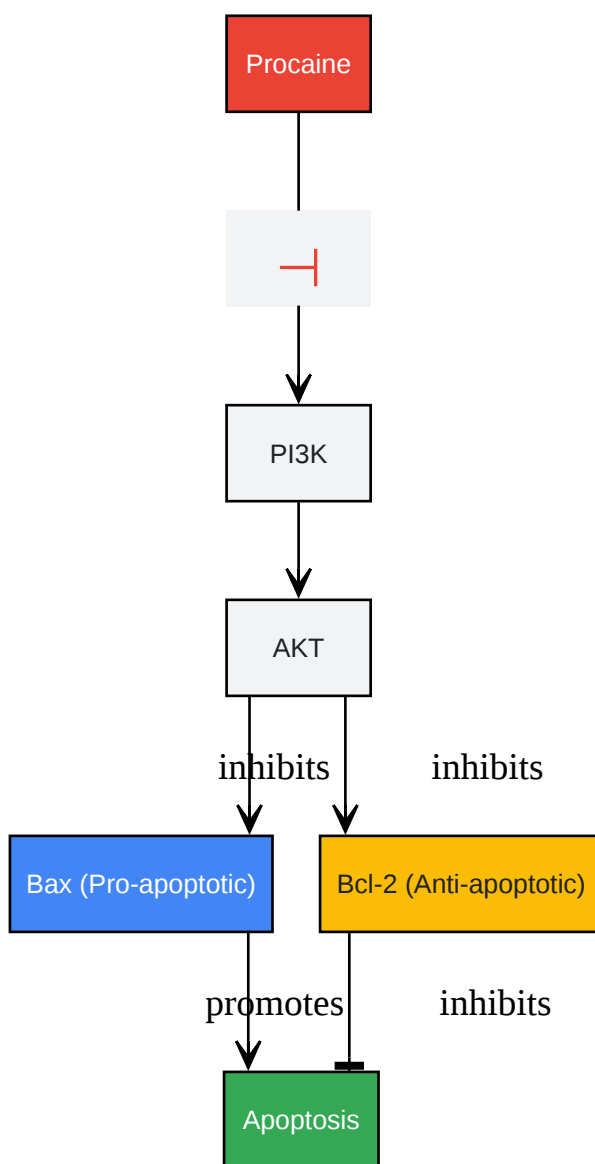 Procaine
PI3K
AKT
inhibits
inhibits
Bax (Pro-apoptotic)
Bcl-2 (Anti-apoptotic)
promotes
inhibits
Apoptosis